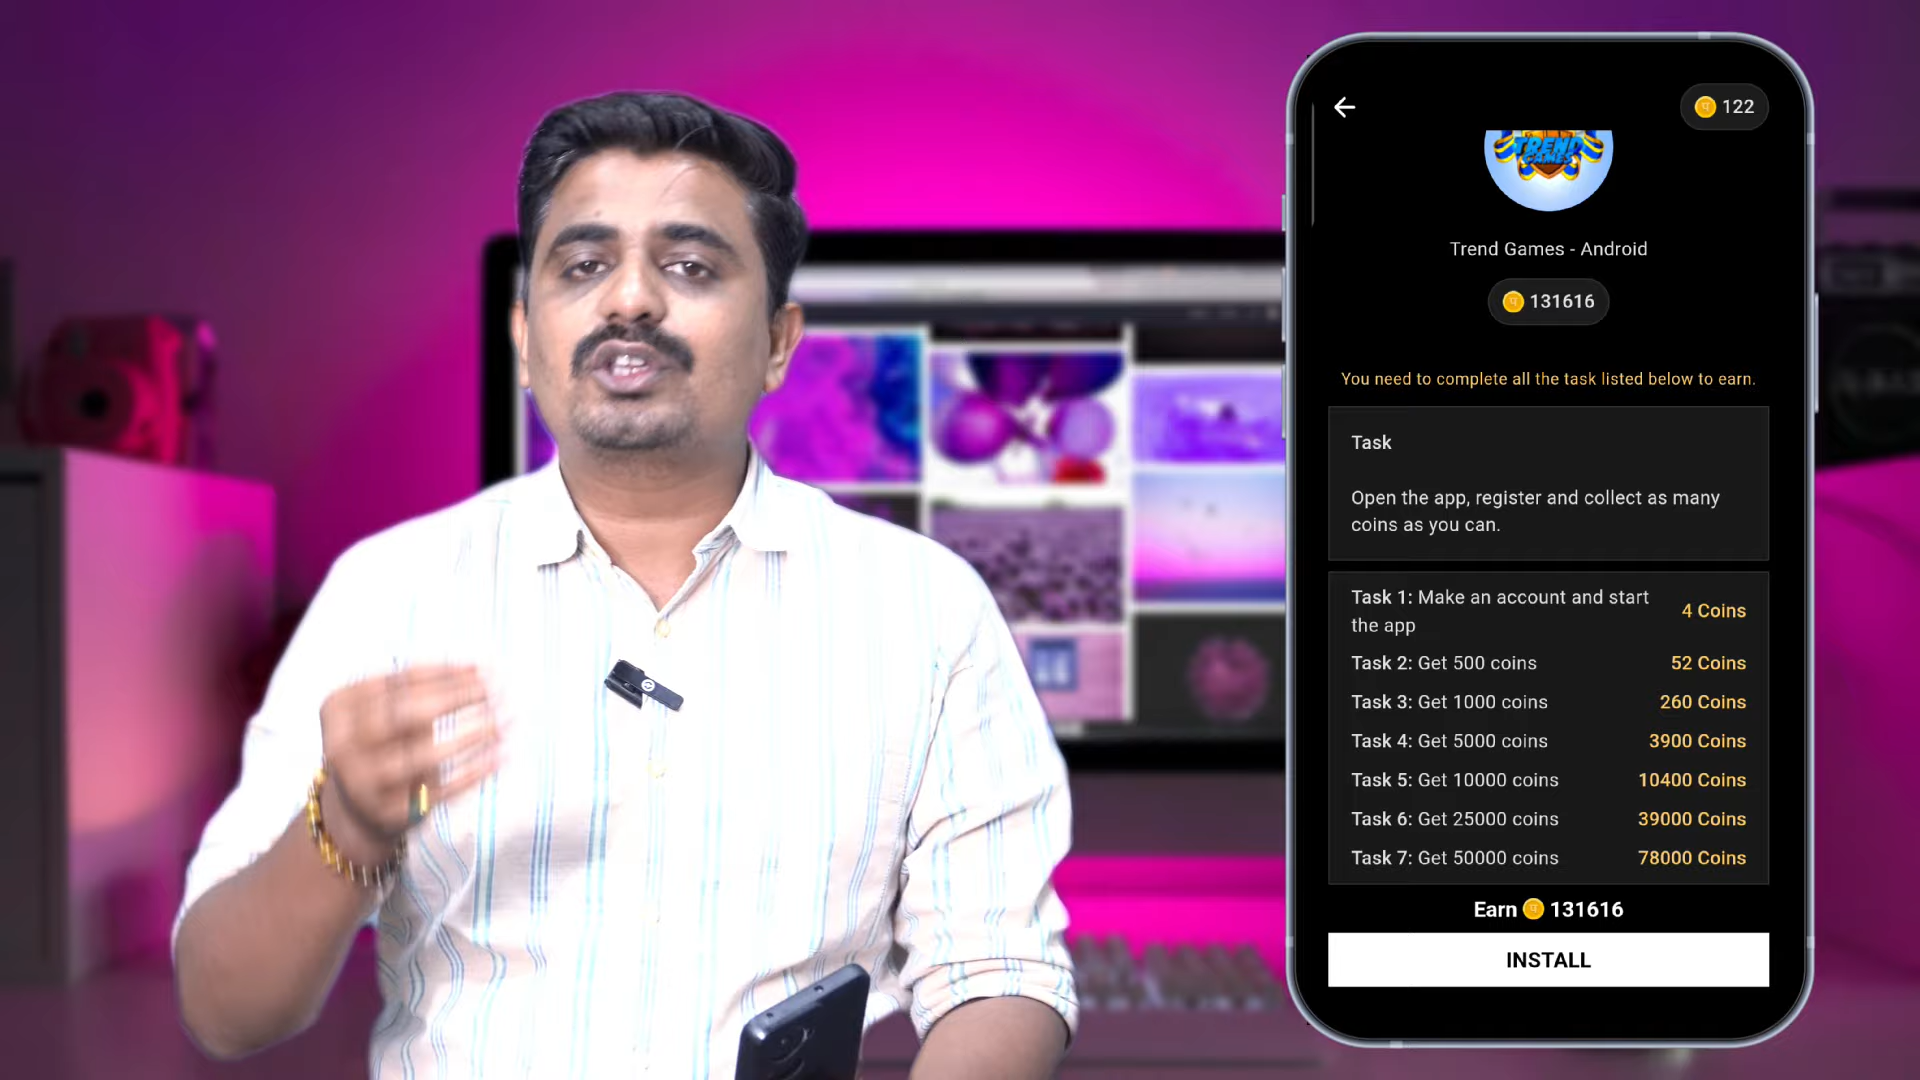 122
TREND
GAMES
Trend Games - Android
131616
You need to complete all the task listed below to earn.
Task
Open the app, register and collect as many
coins as you can.
Task 1: Make an account and start
the app
4 Coins
Task 2: Get 500 coins 52 Coins
Task 3: Get 1000 coins 260 Coins
Task 4: Get 5000 coins 3900 Coins
Task 5: Get 10000 coins 10400 Coins
Task 6: Get 25000 coins 39000 Coins
Task 7: Get 50000 coins 78000 Coins
Earn 131616
INSTALL